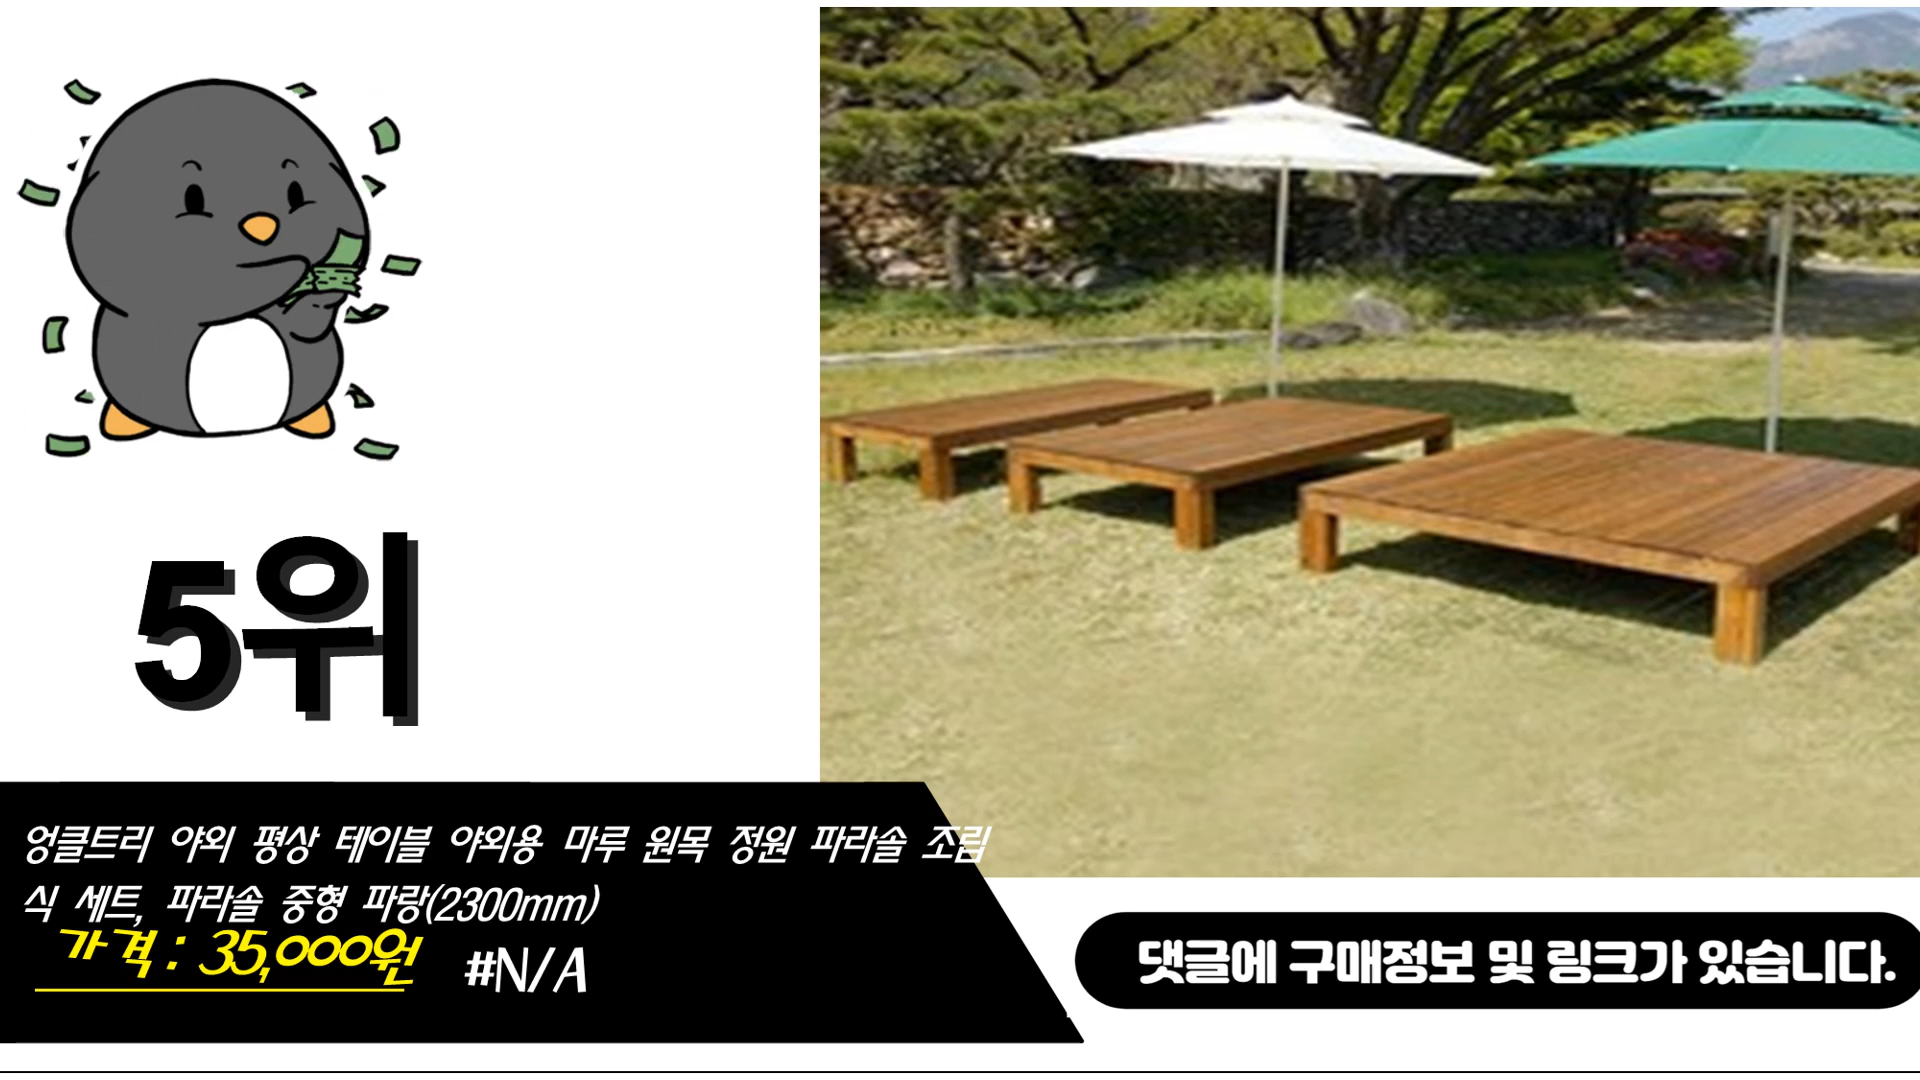 5위
엉클트리 야외 평상 테이블 야외용 마루 원목 정원 파라솔 조립
식 세트, 파라솔 중형 파랑(2300mm)
가격 : 35,000원
#N/A
댓글에 구매정보 및 링크가 있습니다.